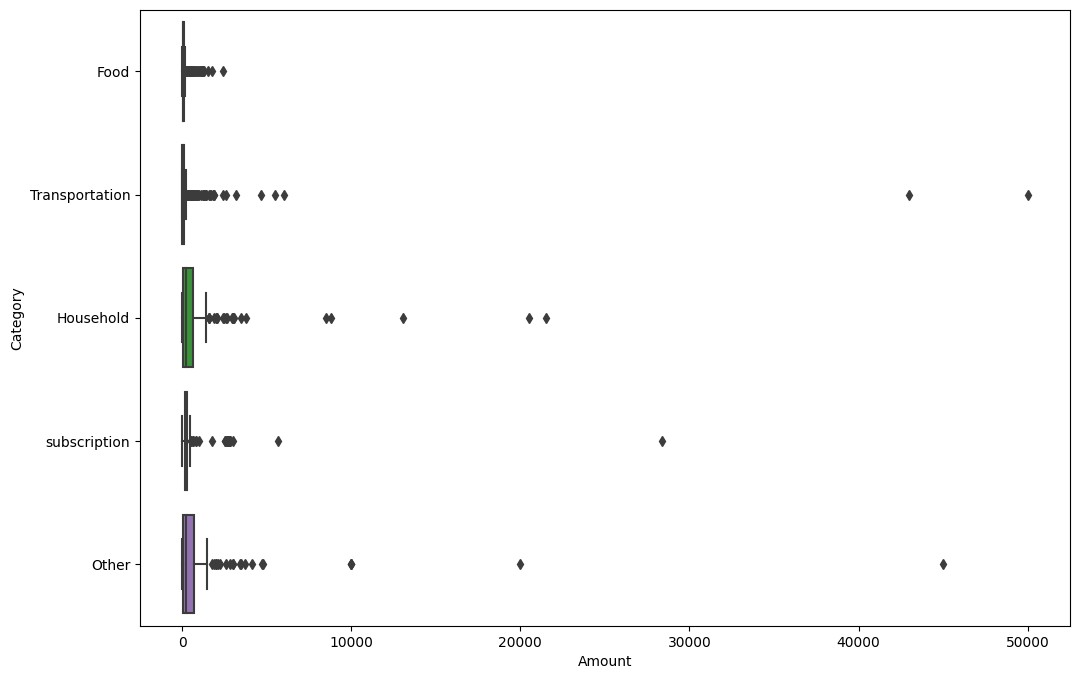 Category
Food
Transportation
Household
subscription
Other
0 10000 20000 30000 40000 50000
Amount